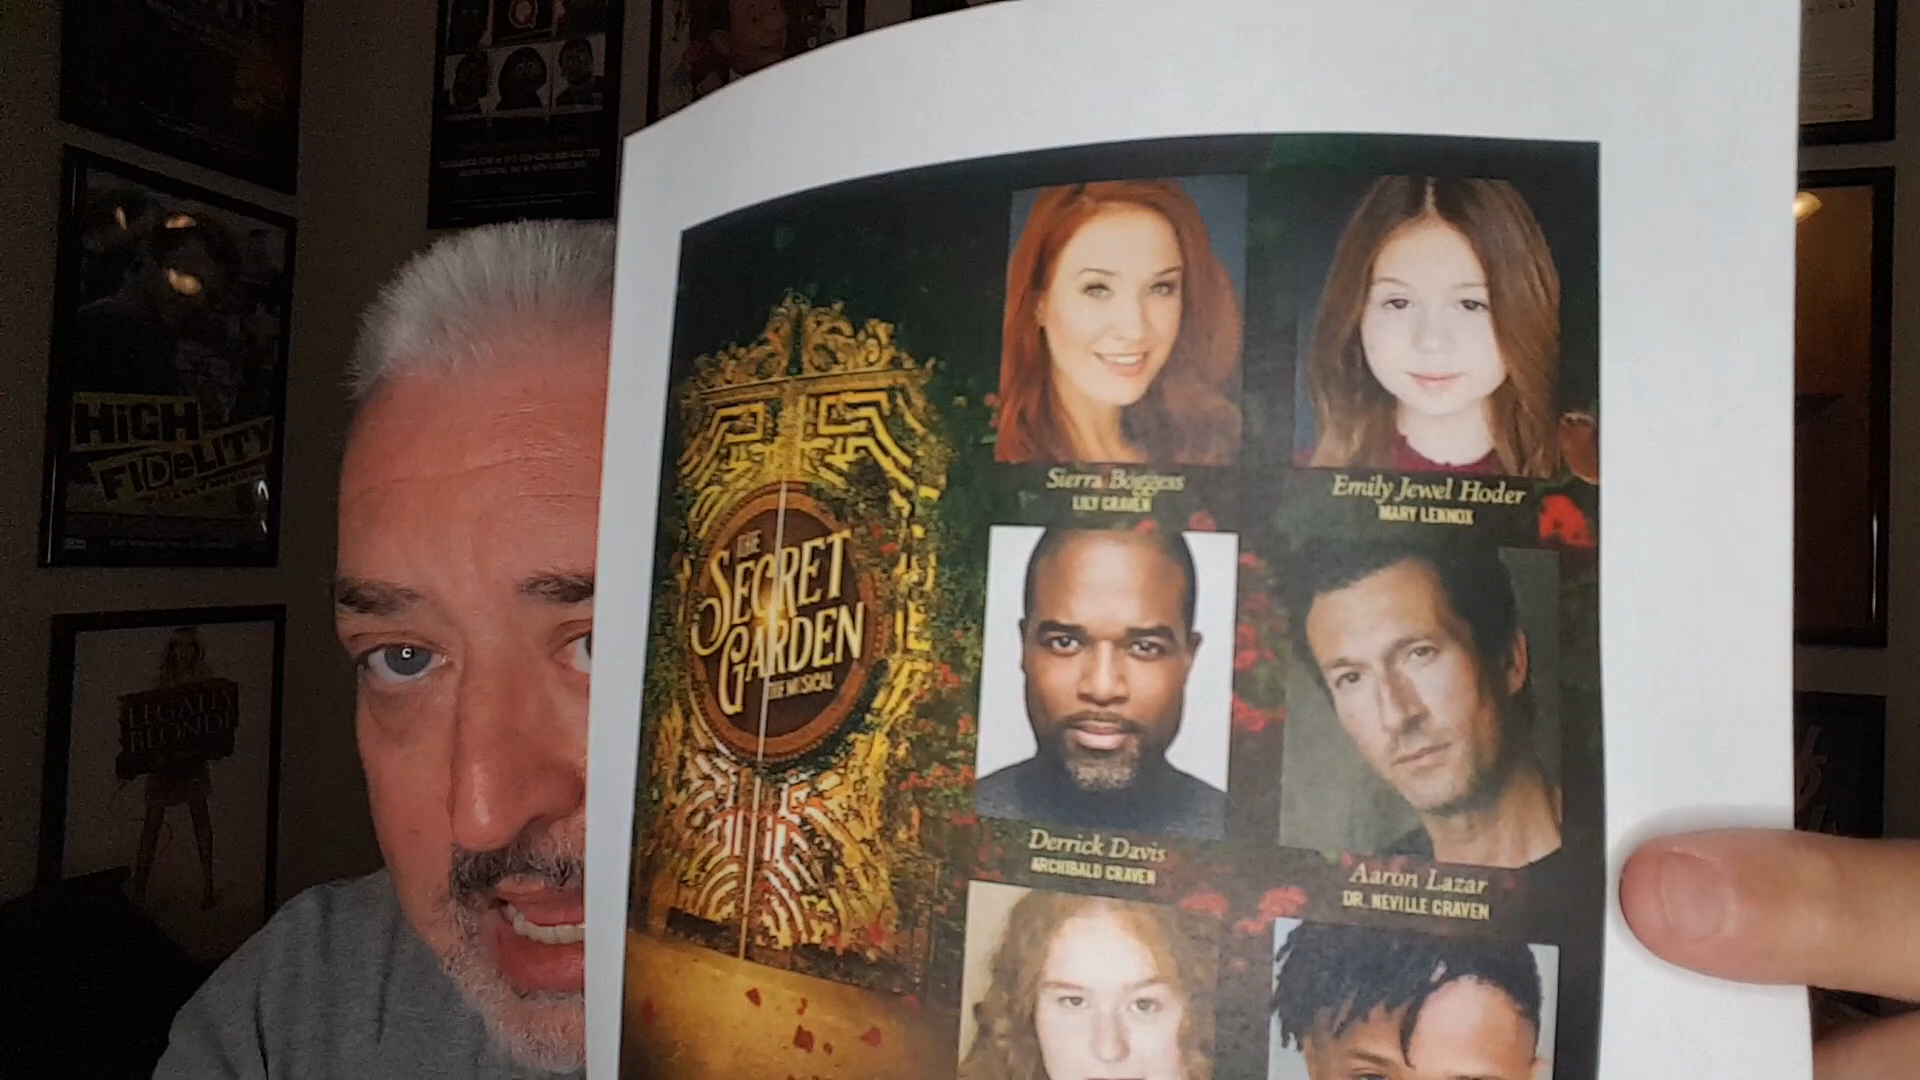 HiGH
FiDeLiTY
LEGALLY
BLONDE
THE
SECRET
GARDEN
THE MUSICAL
Sierra Boggess
LILY CRAVEN
Emily Jewel Hoder
MARY LENNOX
Derrick Davis
ARCHIBALD CRAVEN
Aaron Lazar
DR. NEVILLE CRAVEN